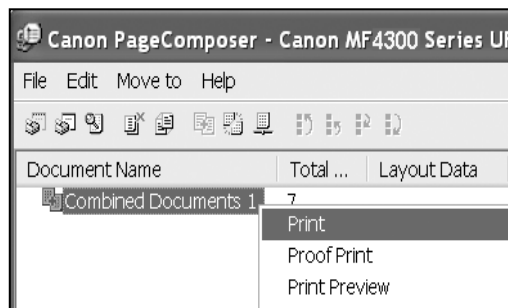 Canon PageComposer - Canon MF4300 Series UF
File Edit Move to Help
Document Name Total ... Layout Data
Combined Documents 1 7
Print
Proof Print
Print Preview